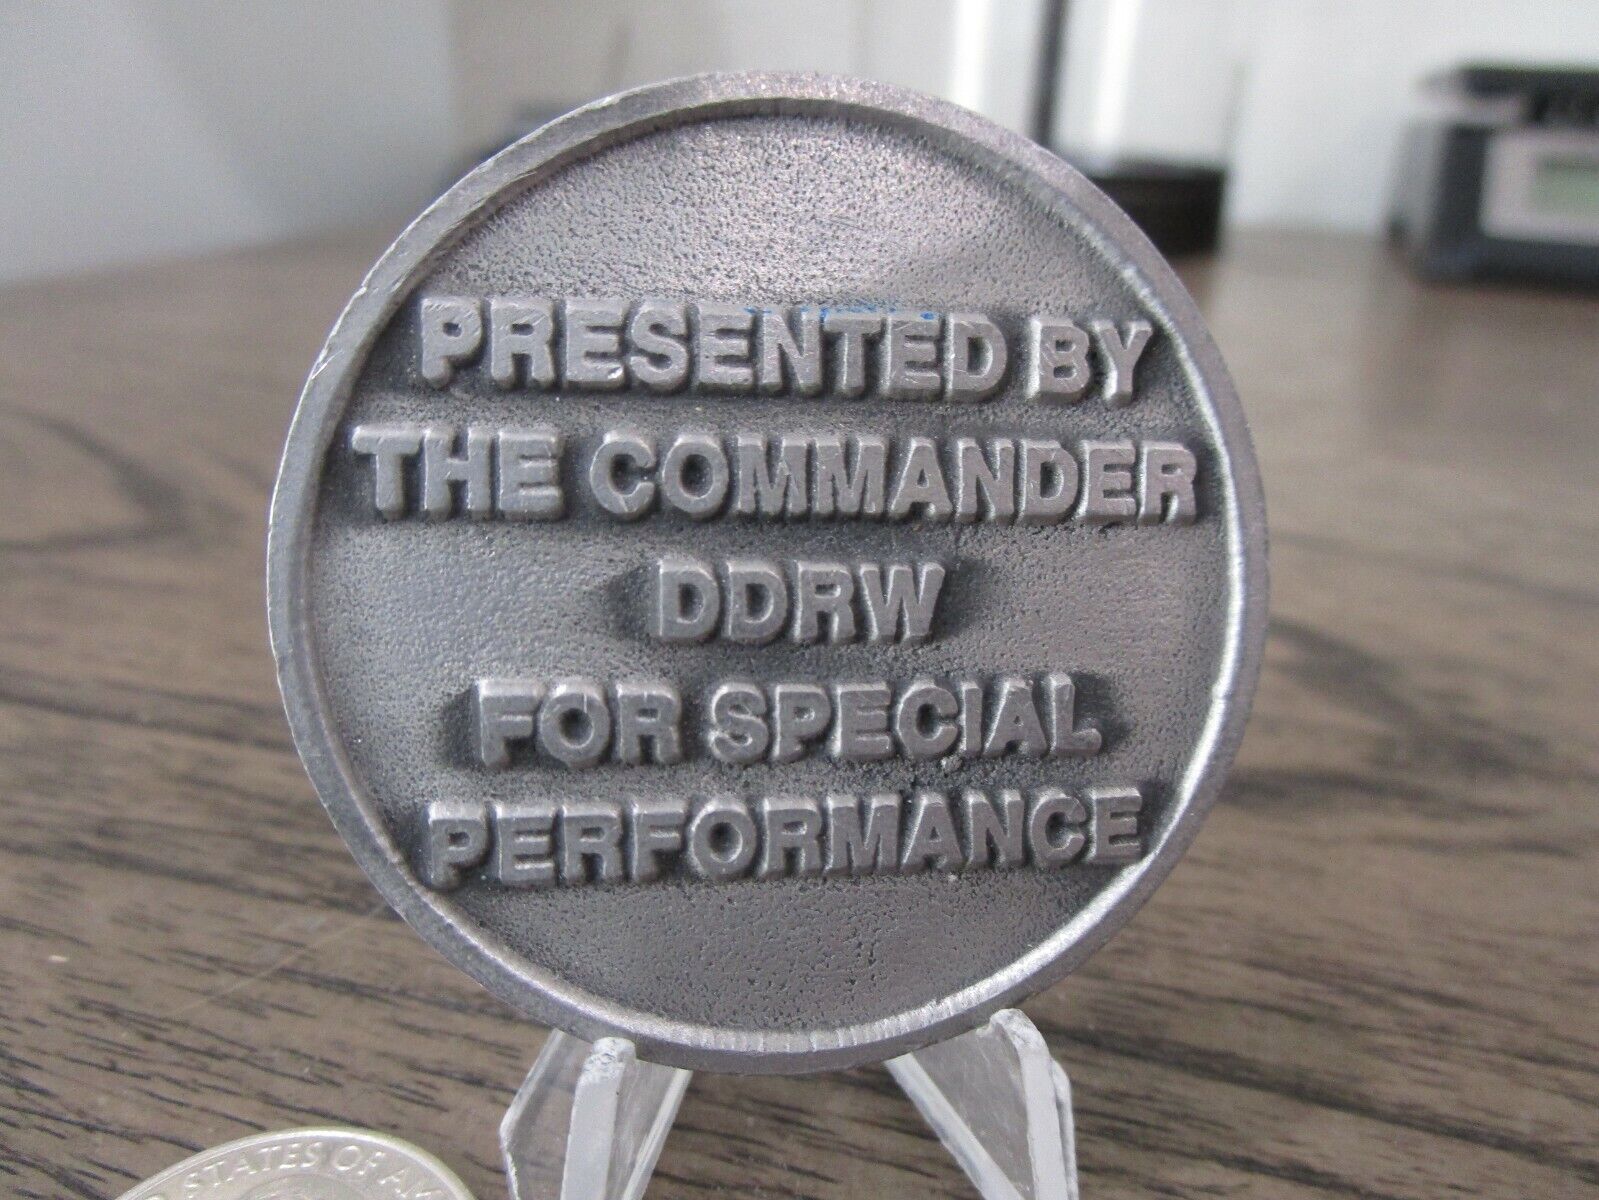 PRESENTED BY
THE COMMANDER
DDRW
FOR SPECIAL
PERFORMANCE
STATES OF AM